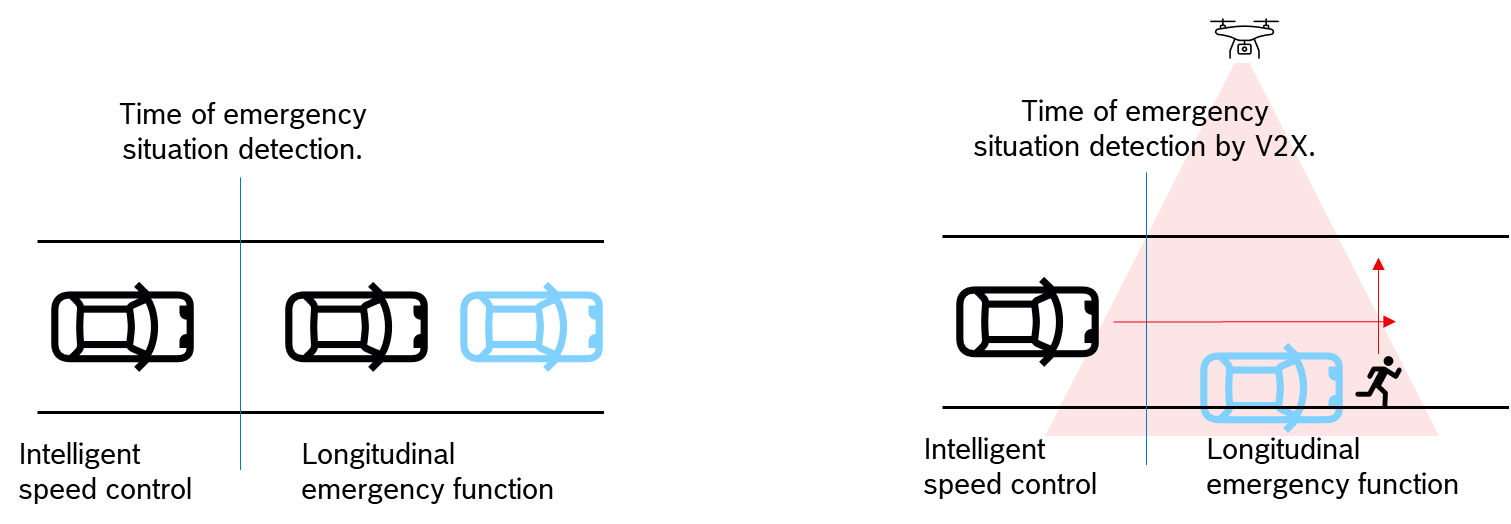 Time of emergency
situation detection.
Intelligent
speed control
Longitudinal
emergency function
Time of emergency
situation detection by V2X.
Intelligent
speed control
Longitudinal
emergency function